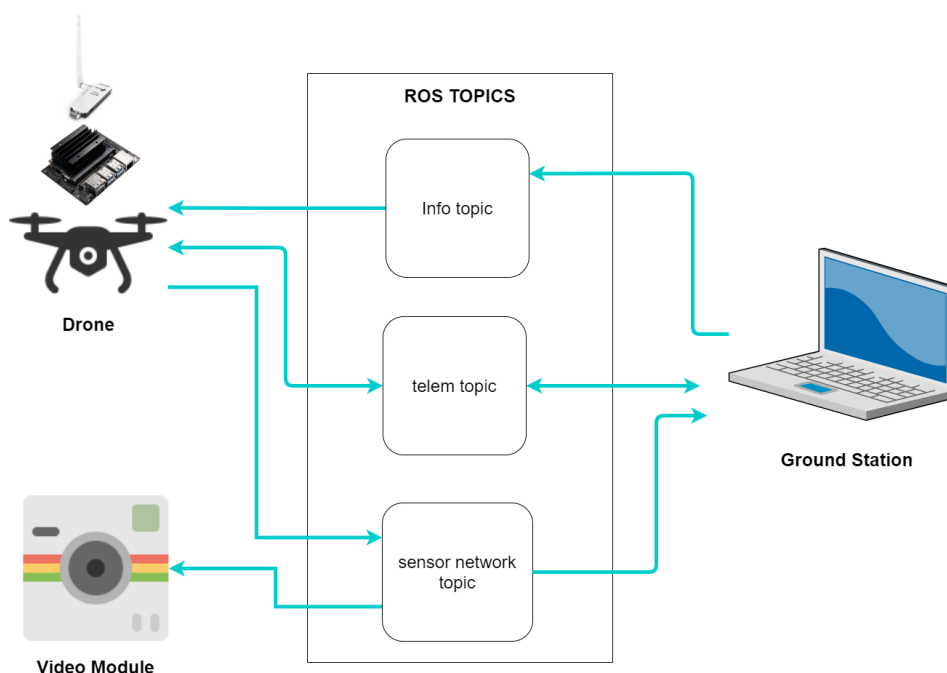 ROS TOPICS
Info topic
Drone
telem topic
Ground Station
sensor network
topic
Video Module